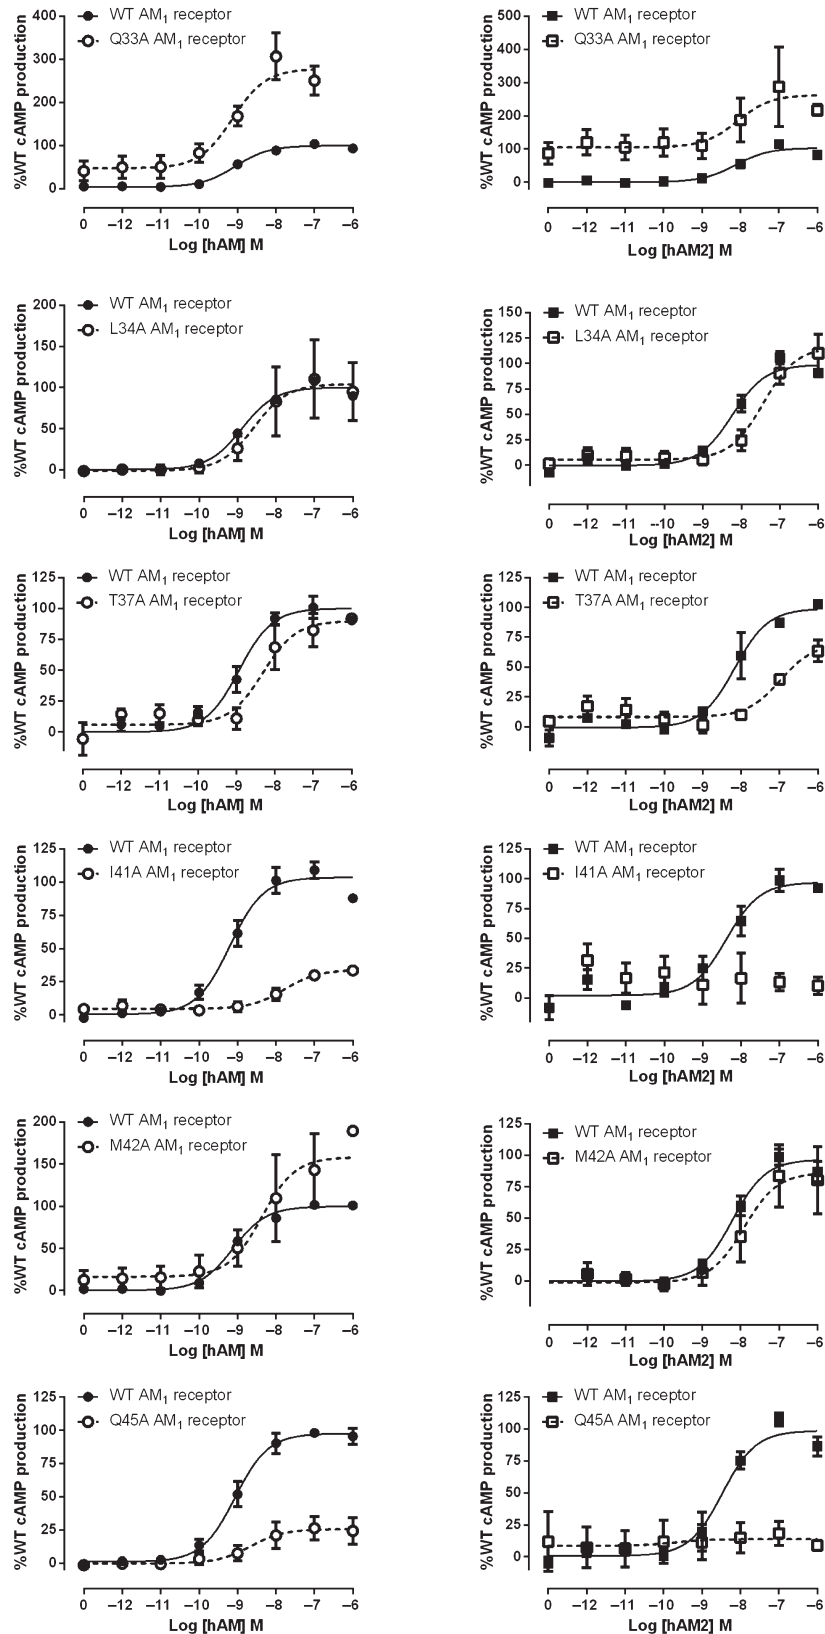 400
300
200
100
0
%WT cAMP production
WT AM1 receptor
Q33A AM1 receptor
0 –12 –11 –10 –9 –8 –7 –6
Log [hAM] M
500
400
300
200
100
0
%WT cAMP production
WT AM1 receptor
Q33A AM1 receptor
0 –12 –11 –10 –9 –8 –7 –6
Log [hAM2] M
200
150
100
50
0
%WT cAMP production
WT AM1 receptor
L34A AM1 receptor
0 –12 –11 –10 –9 –8 –7 –6
Log [hAM] M
150
125
100
75
50
25
0
%WT cAMP production
WT AM1 receptor
L34A AM1 receptor
0 –12 –11 –10 –9 –8 –7 –6
Log [hAM2] M
125
100
75
50
25
0
%WT cAMP production
WT AM1 receptor
T37A AM1 receptor
0 –12 –11 –10 –9 –8 –7 –6
Log [hAM] M
125
100
75
50
25
0
%WT cAMP production
WT AM1 receptor
T37A AM1 receptor
0 –12 –11 –10 –9 –8 –7 –6
Log [hAM2] M
125
100
75
50
25
0
%WT cAMP production
WT AM1 receptor
I41A AM1 receptor
0 –12 –11 –10 –9 –8 –7 –6
Log [hAM] M
125
100
75
50
25
0
%WT cAMP production
WT AM1 receptor
I41A AM1 receptor
0 –12 –11 –10 –9 –8 –7 –6
Log [hAM2] M
200
150
100
50
0
%WT cAMP production
WT AM1 receptor
M42A AM1 receptor
0 –12 –11 –10 –9 –8 –7 –6
Log [hAM] M
125
100
75
50
25
0
%WT cAMP production
WT AM1 receptor
M42A AM1 receptor
0 –12 –11 –10 –9 –8 –7 –6
Log [hAM2] M
125
100
75
50
25
0
%WT cAMP production
WT AM1 receptor
Q45A AM1 receptor
0 –12 –11 –10 –9 –8 –7 –6
Log [hAM] M
125
100
75
50
25
0
%WT cAMP production
WT AM1 receptor
Q45A AM1 receptor
0 –12 –11 –10 –9 –8 –7 –6
Log [hAM2] M